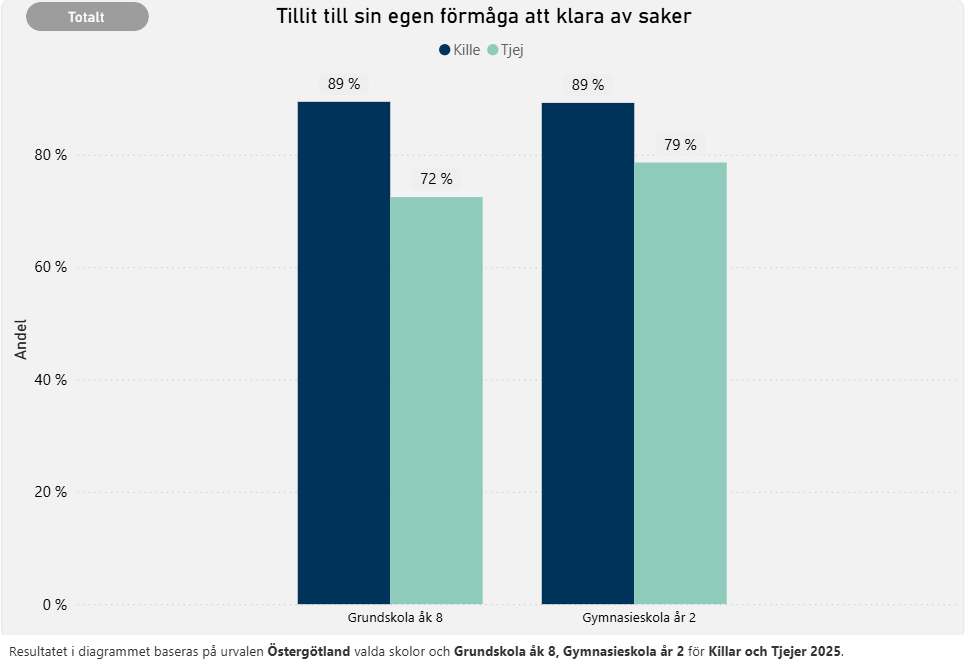 Totalt
Tillit till sin egen förmåga att klara av saker
Kille Tjej
89 % 89 %
79 %
72 %
80 %
60 %
40 %
20 %
0 %
Andel
Grundskola åk 8 Gymnasieskola år 2
Resultatet i diagrammet baseras på urvalen Östergötland valda skolor och Grundskola åk 8, Gymnasieskola år 2 för Killar och Tjejer 2025.